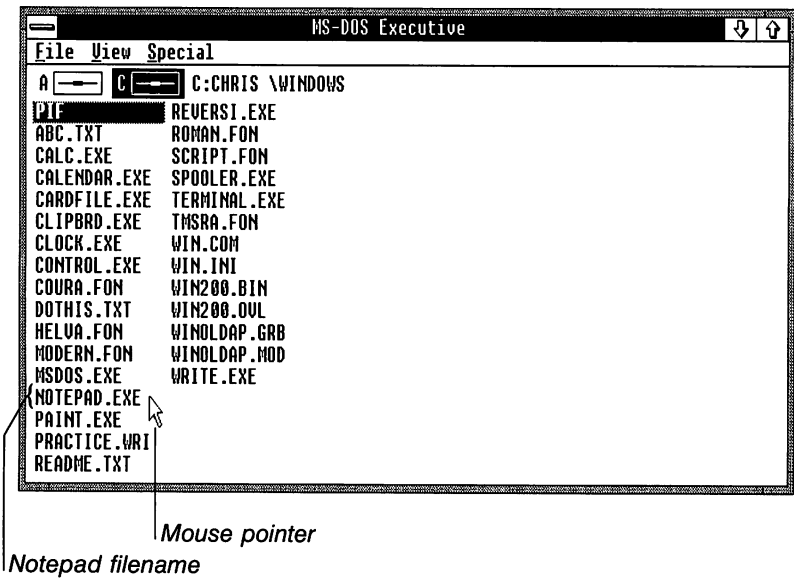 MS-DOS Executive
File View Special
A C C:CHRIS \WINDOWS
PIF REVERSI.EXE
ABC.TXT ROMAN.FON
CALC.EXE SCRIPT.FON
CALENDAR.EXE SPOOLER.EXE
CARDFILE.EXE TERMINAL.EXE
CLIPBRD.EXE TMSRA.FON
CLOCK.EXE WIN.COM
CONTROL.EXE WIN.INI
COURA.FON WIN200.BIN
DOTHIS.TXT WIN200.OVL
HELVA.FON WINOLDAP.GRB
MODERN.FON WINOLDAP.MOD
MSDOS.EXE WRITE.EXE
NOTEPAD.EXE
PAINT.EXE
PRACTICE.WRI
README.TXT
Mouse pointer
Notepad filename